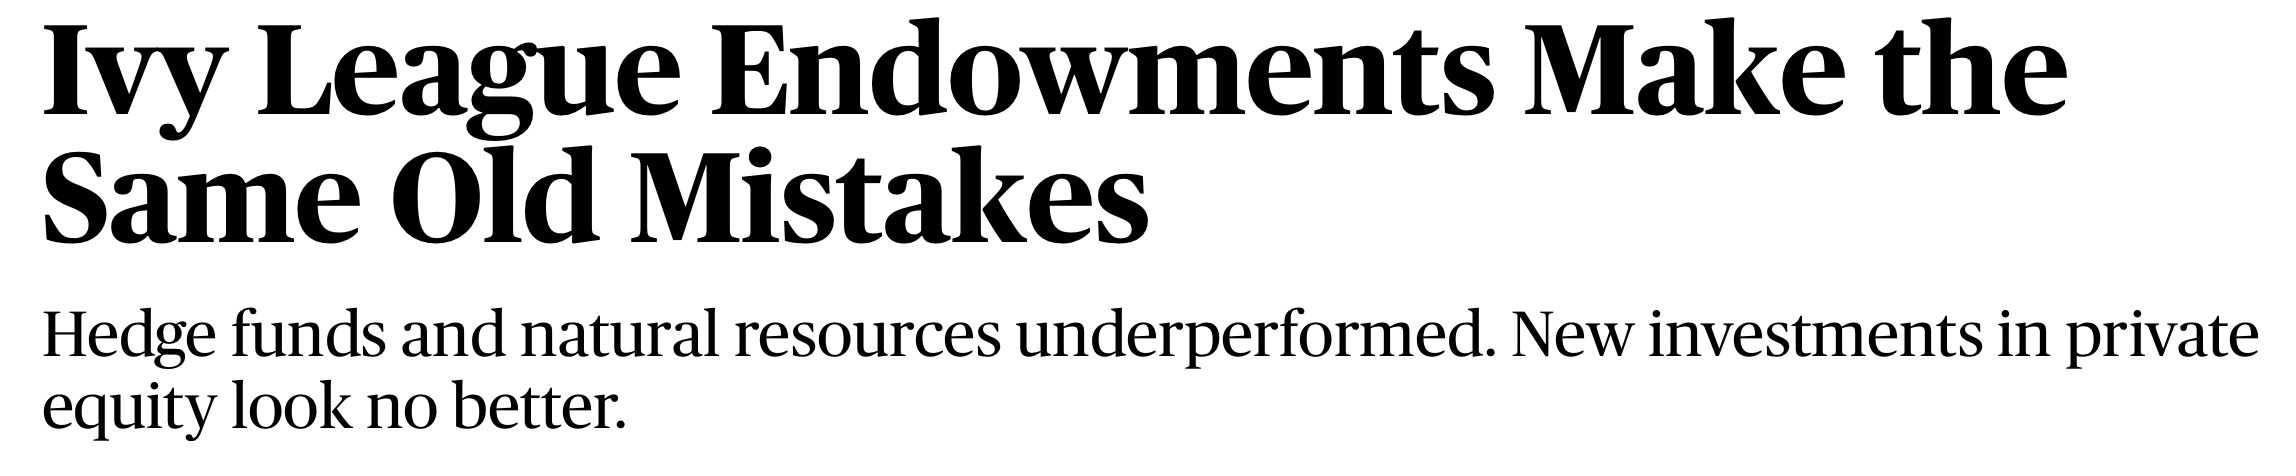 Ivy League Endowments Make the
Same Old Mistakes
Hedge funds and natural resources underperformed. New investments in private
equity look no better.